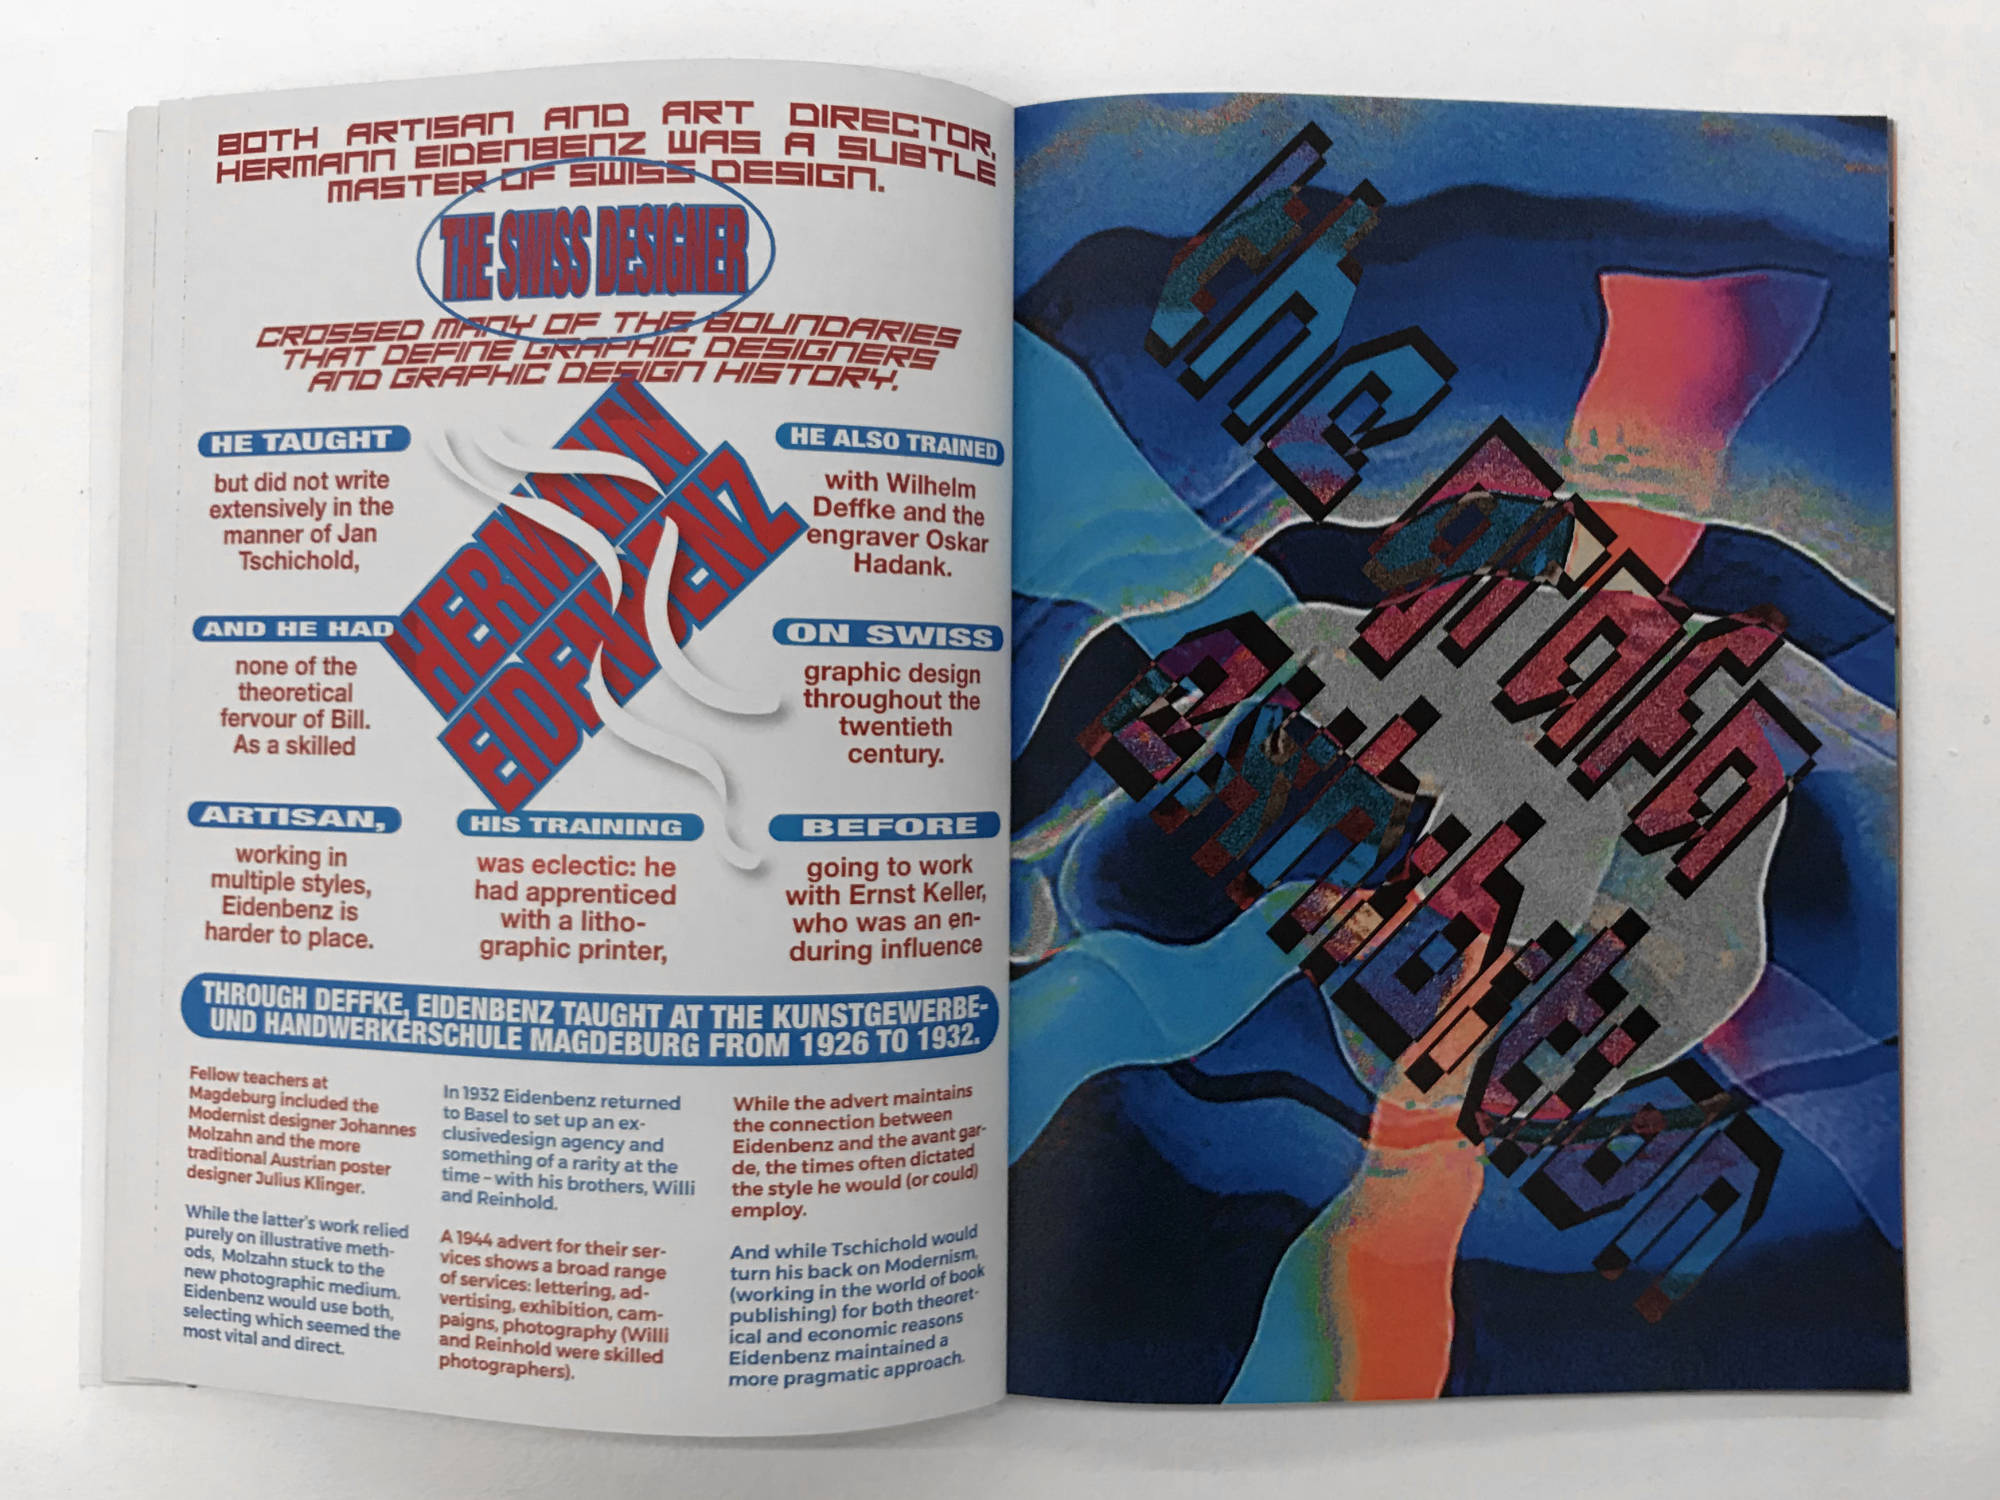 BOTH ARTISAN AND ART DIRECTOR,
HERMANN EIDENBENZ WAS A SUBTLE
MASTER OF SWISS DESIGN.
THE SWISS DESIGNER
CROSSED MANY OF THE BOUNDARIES
THAT DEFINE GRAPHIC DESIGNERS
AND GRAPHIC DESIGN HISTORY.
HERMANN
EIDENBENZ
HE TAUGHT
but did not write
extensively in the
manner of Jan
Tschichold,
AND HE HAD
none of the
theoretical
fervour of Bill.
As a skilled
ARTISAN,
working in
multiple styles,
Eidenbenz is
harder to place.
HIS TRAINING
was eclectic: he
had apprenticed
with a litho-
graphic printer,
HE ALSO TRAINED
with Wilhelm
Deffke and the
engraver Oskar
Hadank.
ON SWISS
graphic design
throughout the
twentieth
century.
BEFORE
going to work
with Ernst Keller,
who was an en-
during influence
THROUGH DEFFKE, EIDENBENZ TAUGHT AT THE KUNSTGEWERBE-
UND HANDWERKERSCHULE MAGDEBURG FROM 1926 TO 1932.
Fellow teachers at
Magdeburg included the
Modernist designer Johannes
Molzahn and the more
traditional Austrian poster
designer Julius Klinger.
While the latter's work relied
purely on illustrative meth-
ods, Molzahn stuck to the
new photographic medium.
Eidenbenz would use both,
selecting which seemed the
most vital and direct.
In 1932 Eidenbenz returned
to Basel to set up an ex-
clusivedesign agency and
something of a rarity at the
time – with his brothers, Willi
and Reinhold.
A 1944 advert for their ser-
vices shows a broad range
of services: lettering, ad-
vertising, exhibition, cam-
paigns, photography (Willi
and Reinhold were skilled
photographers).
While the advert maintains
the connection between
Eidenbenz and the avant gar-
de, the times often dictated
the style he would (or could)
employ.
And while Tschichold would
turn his back on Modernism,
(working in the world of book
publishing) for both theoret-
ical and economic reasons
Eidenbenz maintained a
more pragmatic approach.
the grafa
exhibition